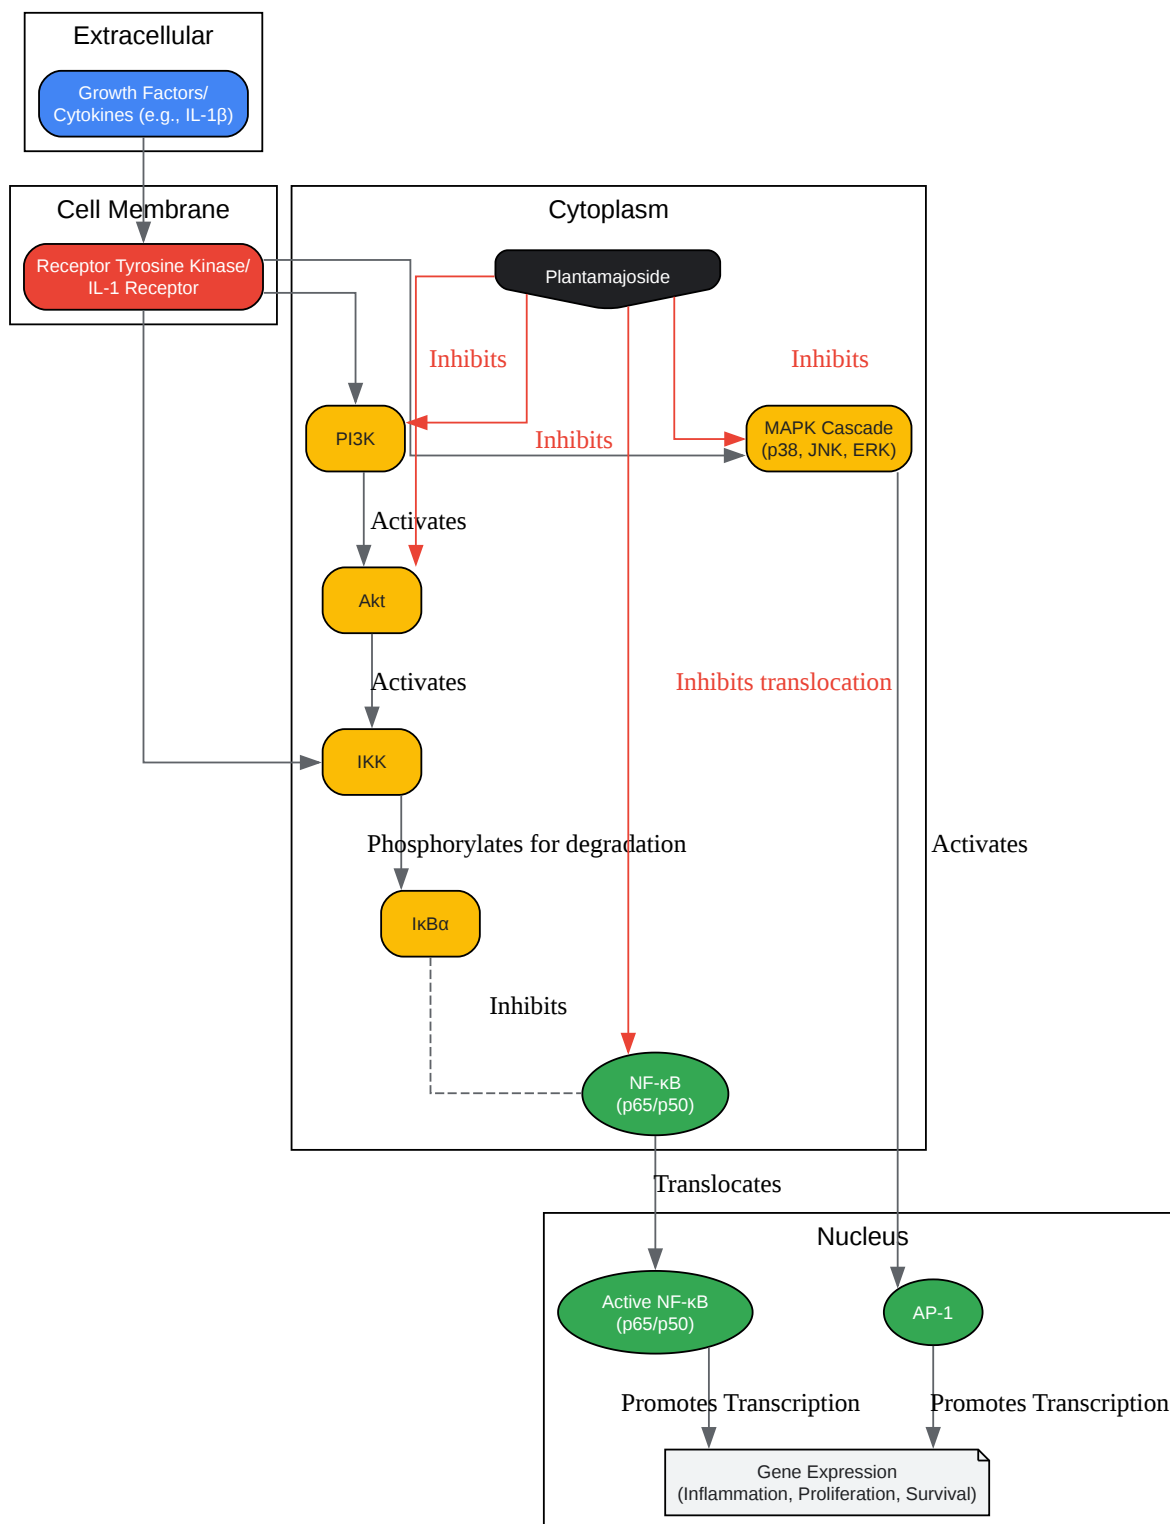 Extracellular
Growth Factors/
Cytokines (e.g., IL-1β)
Cell Membrane
Receptor Tyrosine Kinase/
IL-1 Receptor
Cytoplasm
Plantamajoside
Inhibits
Inhibits
PI3K
Inhibits
MAPK Cascade
(p38, JNK, ERK)
Activates
Akt
Activates
Inhibits translocation
IKK
Phosphorylates for degradation
Activates
IκBα
Inhibits
NF-κB
(p65/p50)
Translocates
Nucleus
Active NF-κB
(p65/p50)
AP-1
Promotes Transcription
Promotes Transcription
Gene Expression
(Inflammation, Proliferation, Survival)